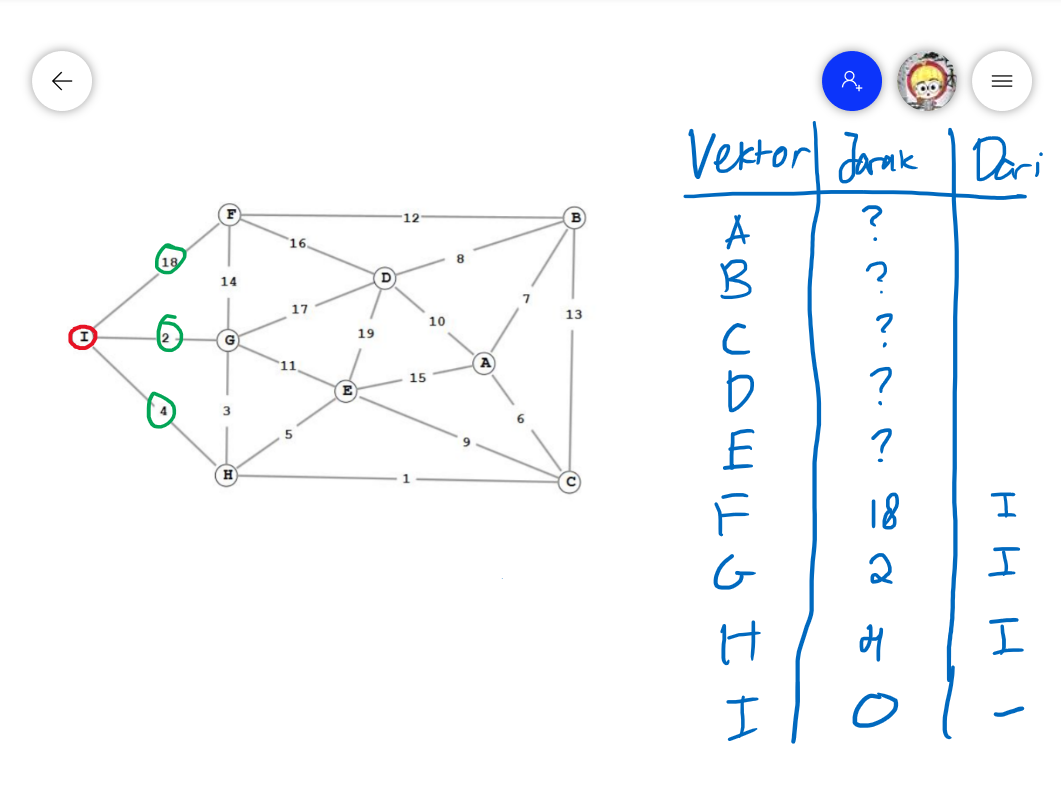 Vektor Jarak Dari
A ?
B ?
C ?
D ?
E ?
F 18 I
G 2 I
H 4 I
I 0 -
F 12 B
16
18 D 8
14
17 7
10 13
19
I 2 G
11 A
15
E
4 3 6
5 9
H 1 C